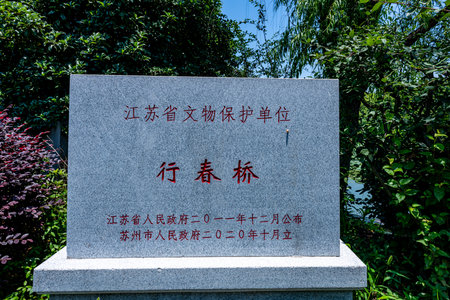 江苏省文物保护单位
行春桥
江苏省人民政府二〇一一年十二月公布
苏州市人民政府二〇二〇年十月立